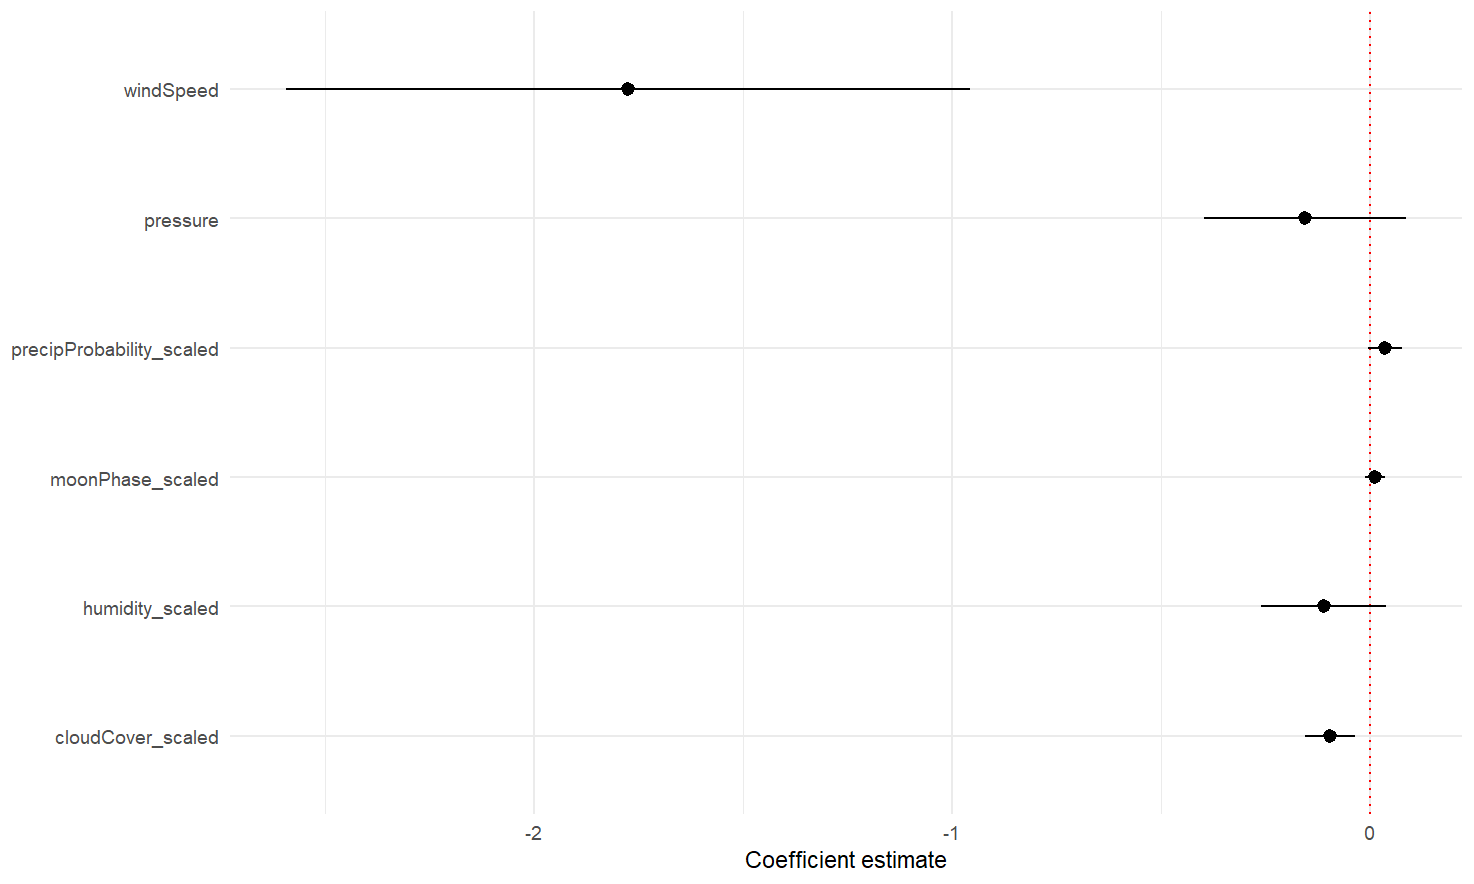 windSpeed
pressure
precipProbability_scaled
moonPhase_scaled
humidity_scaled
cloudCover_scaled
-2 -1 0
Coefficient estimate